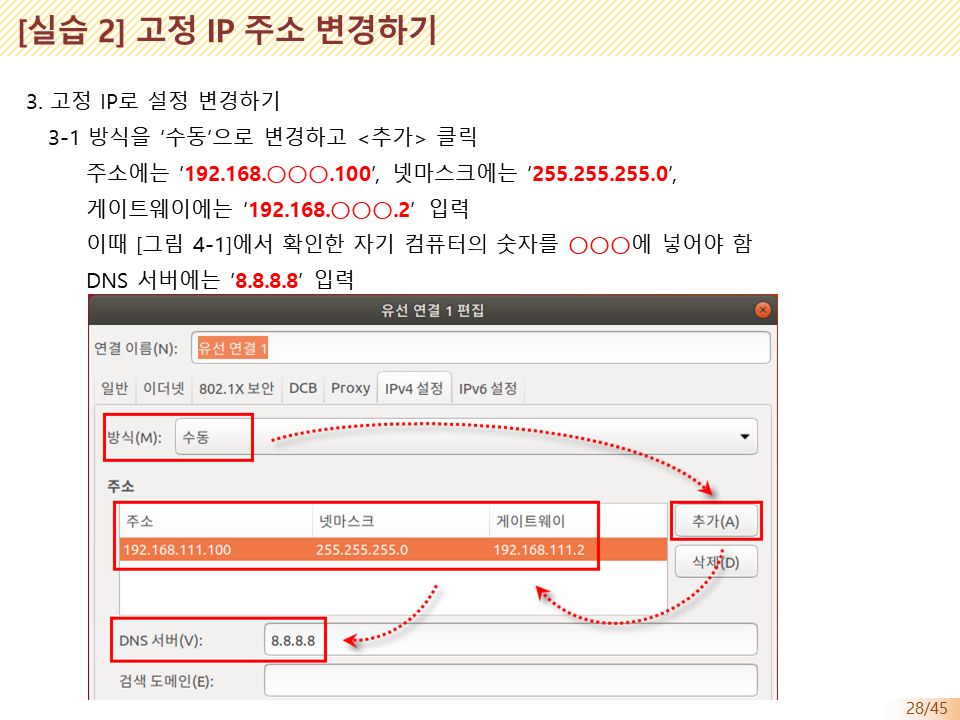 [실습 2] 고정 IP 주소 변경하기
3. 고정 IP로 설정 변경하기
3-1 방식을 ‘수동’으로 변경하고 <추가> 클릭
주소에는 ‘192.168.○○○.100’, 넷마스크에는 ‘255.255.255.0’,
게이트웨이에는 ‘192.168.○○○.2’ 입력
이때 [그림 4-1]에서 확인한 자기 컴퓨터의 숫자를 ○○○에 넣어야 함
DNS 서버에는 ‘8.8.8.8’ 입력
유선 연결 1 편집
연결 이름(N): 유선 연결 1
일반 이더넷 802.1X 보안 DCB Proxy IPv4 설정 IPv6 설정
방식(M): 수동
주소
주소 넷마스크 게이트웨이 추가(A)
192.168.111.100 255.255.255.0 192.168.111.2
삭제(D)
DNS 서버(V): 8.8.8.8
검색 도메인(E):
28/45